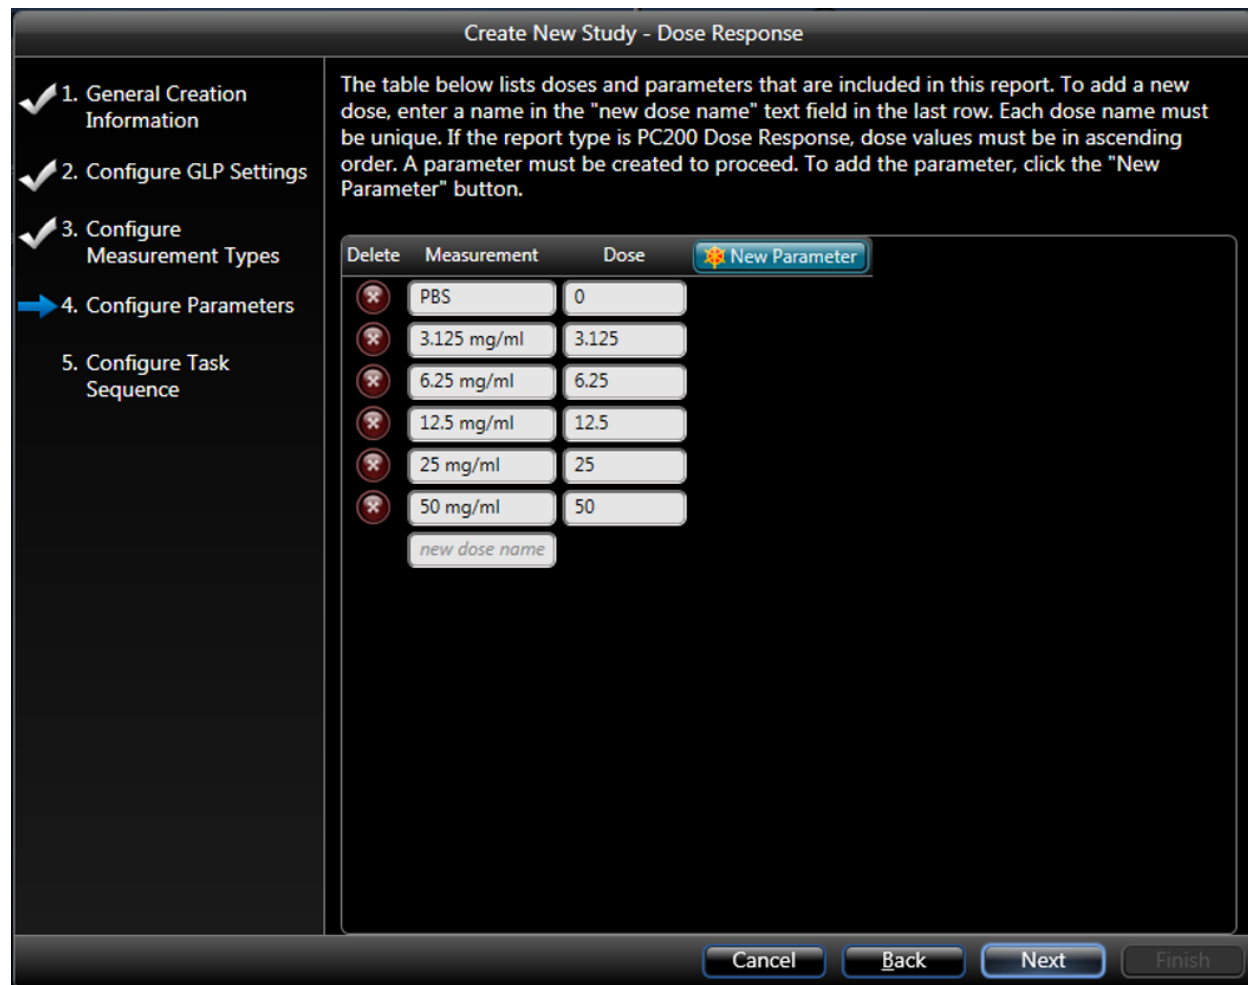 Create New Study - Dose Response
1. General Creation
Information
2. Configure GLP Settings
3. Configure
Measurement Types
4. Configure Parameters
5. Configure Task
Sequence
The table below lists doses and parameters that are included in this report. To add a new
dose, enter a name in the "new dose name" text field in the last row. Each dose name must
be unique. If the report type is PC200 Dose Response, dose values must be in ascending
order. A parameter must be created to proceed. To add the parameter, click the "New
Parameter" button.
Delete Measurement Dose New Parameter
PBS 0
3.125 mg/ml 3.125
6.25 mg/ml 6.25
12.5 mg/ml 12.5
25 mg/ml 25
50 mg/ml 50
new dose name
Cancel Back Next Finish